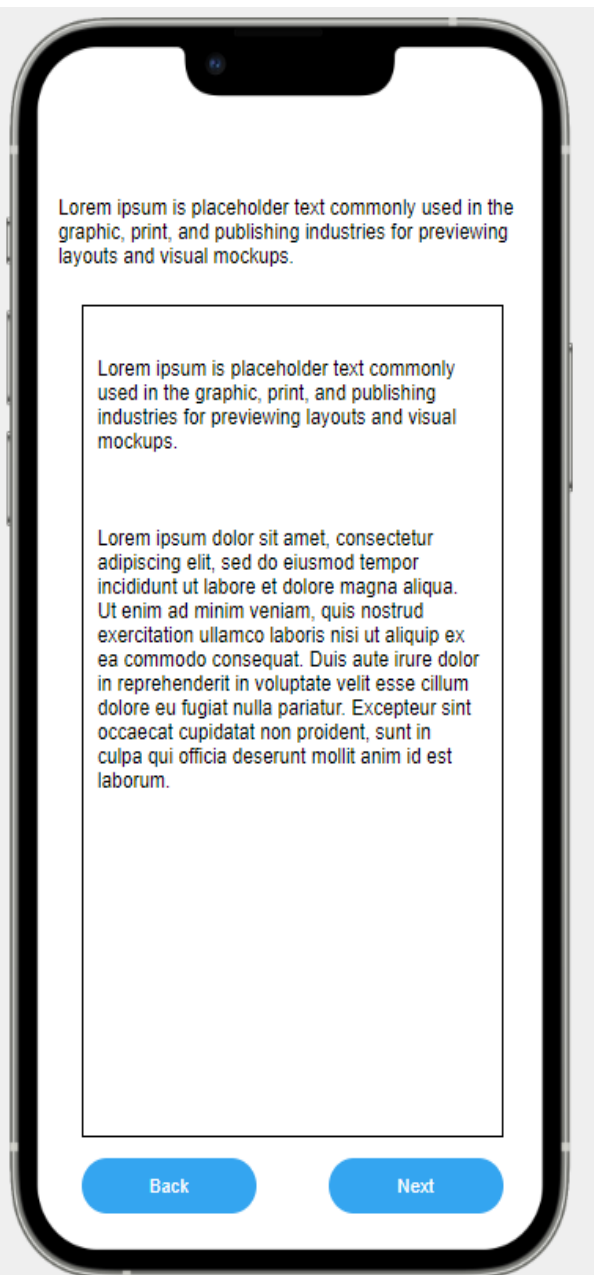 Lorem ipsum is placeholder text commonly used in the
graphic, print, and publishing industries for previewing
layouts and visual mockups.
Lorem ipsum is placeholder text commonly
used in the graphic, print, and publishing
industries for previewing layouts and visual
mockups.
Lorem ipsum dolor sit amet, consectetur
adipiscing elit, sed do eiusmod tempor
incididunt ut labore et dolore magna aliqua.
Ut enim ad minim veniam, quis nostrud
exercitation ullamco laboris nisi ut aliquip ex
ea commodo consequat. Duis aute irure dolor
in reprehenderit in voluptate velit esse cillum
dolore eu fugiat nulla pariatur. Excepteur sint
occaecat cupidatat non proident, sunt in
culpa qui officia deserunt mollit anim id est
laborum.
Back
Next